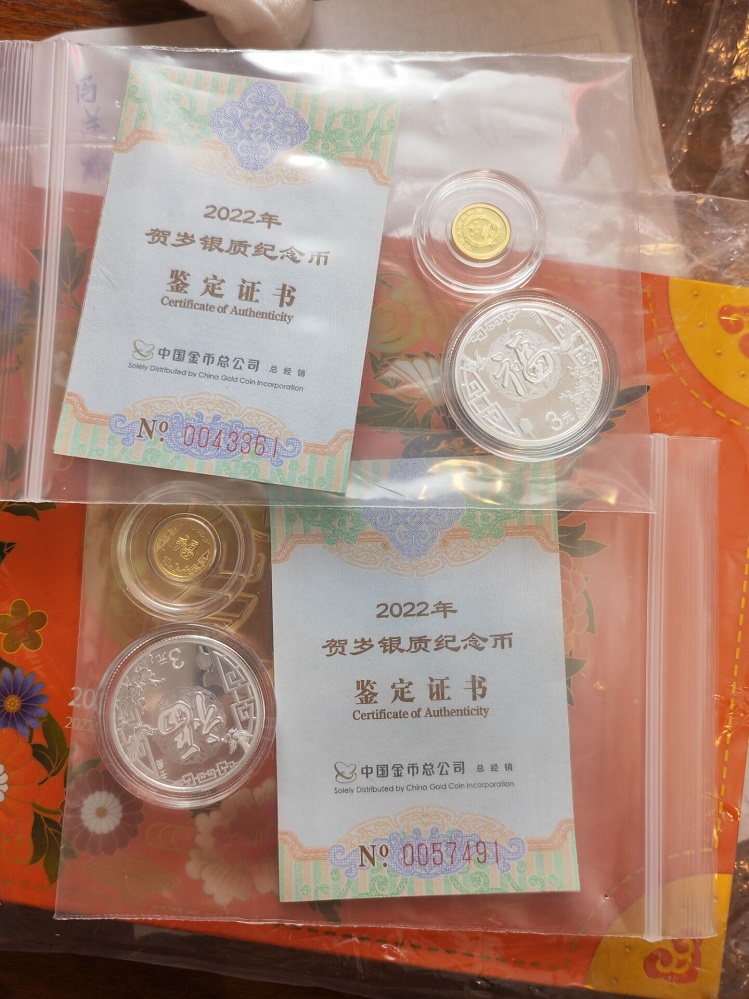 2022年
贺岁银质纪念币
鉴定证书
Certificate of Authenticity
中国金币总公司 总经销
Solely Distributed by China Gold Coin Incorporation
Nº 0043361
福
3元
3元
福
2022年
贺岁银质纪念币
鉴定证书
Certificate of Authenticity
中国金币总公司 总经销
Solely Distributed by China Gold Coin Incorporation
Nº 0057491